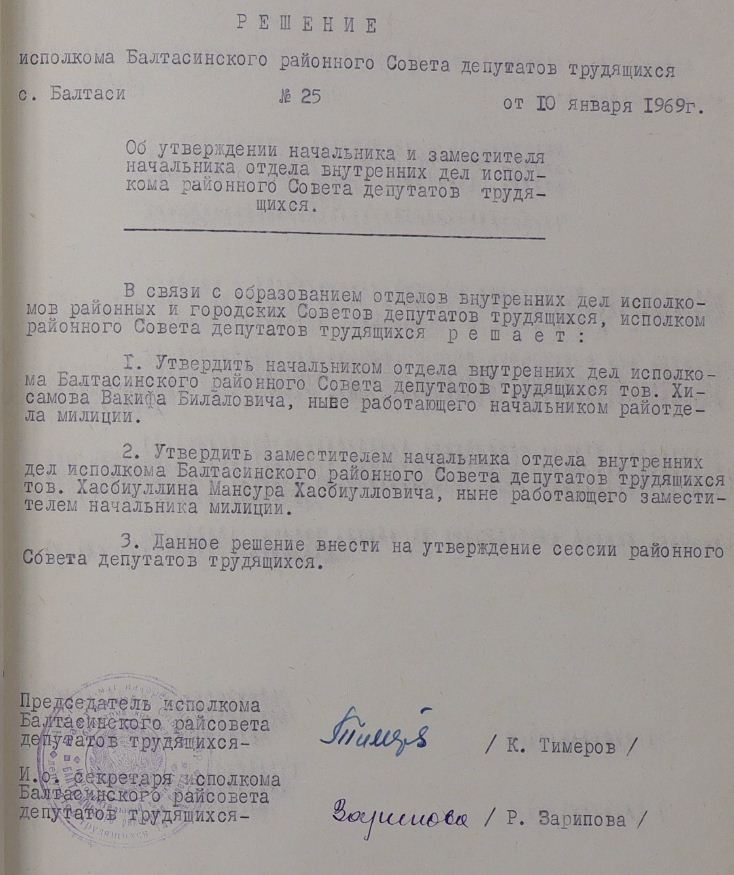 РЕШЕНИЕ
исполкома Балтасинского районного Совета депутатов трудящихся
с. Балтаси № 25 от 10 января 1969г.
Об утверждении начальника и заместителя
начальника отдела внутренних дел испол-
кома районного Совета депутатов трудя-
щихся.
В связи с образованием отделов внутренних дел исполко-
мов районных и городских Советов депутатов трудящихся, исполком
районного Совета депутатов трудящихся р е ш а е т :
1. Утвердить начальником отдела внутренних дел исполко-
ма Балтасинского районного Совета депутатов трудящихся тов. Хи-
самова Вакифа Билаловича, ныне работающего начальником райотде-
ла милиции.
2. Утвердить заместителем начальника отдела внутренних
дел исполкома Балтасинского районного Совета депутатов трудящихся
тов. Хасбиуллина Мансура Хасбиулловича, ныне работающего замести-
телем начальника милиции.
3. Данное решение внести на утверждение сессии районного
Совета депутатов трудящихся.
Председатель исполкома
Балтасинского райсовета
депутатов трудящихся- Тимеров / К. Тимеров /
И.о. секретаря исполкома
Балтасинского райсовета
депутатов трудящихся- Зарипова / Р. Зарипова /